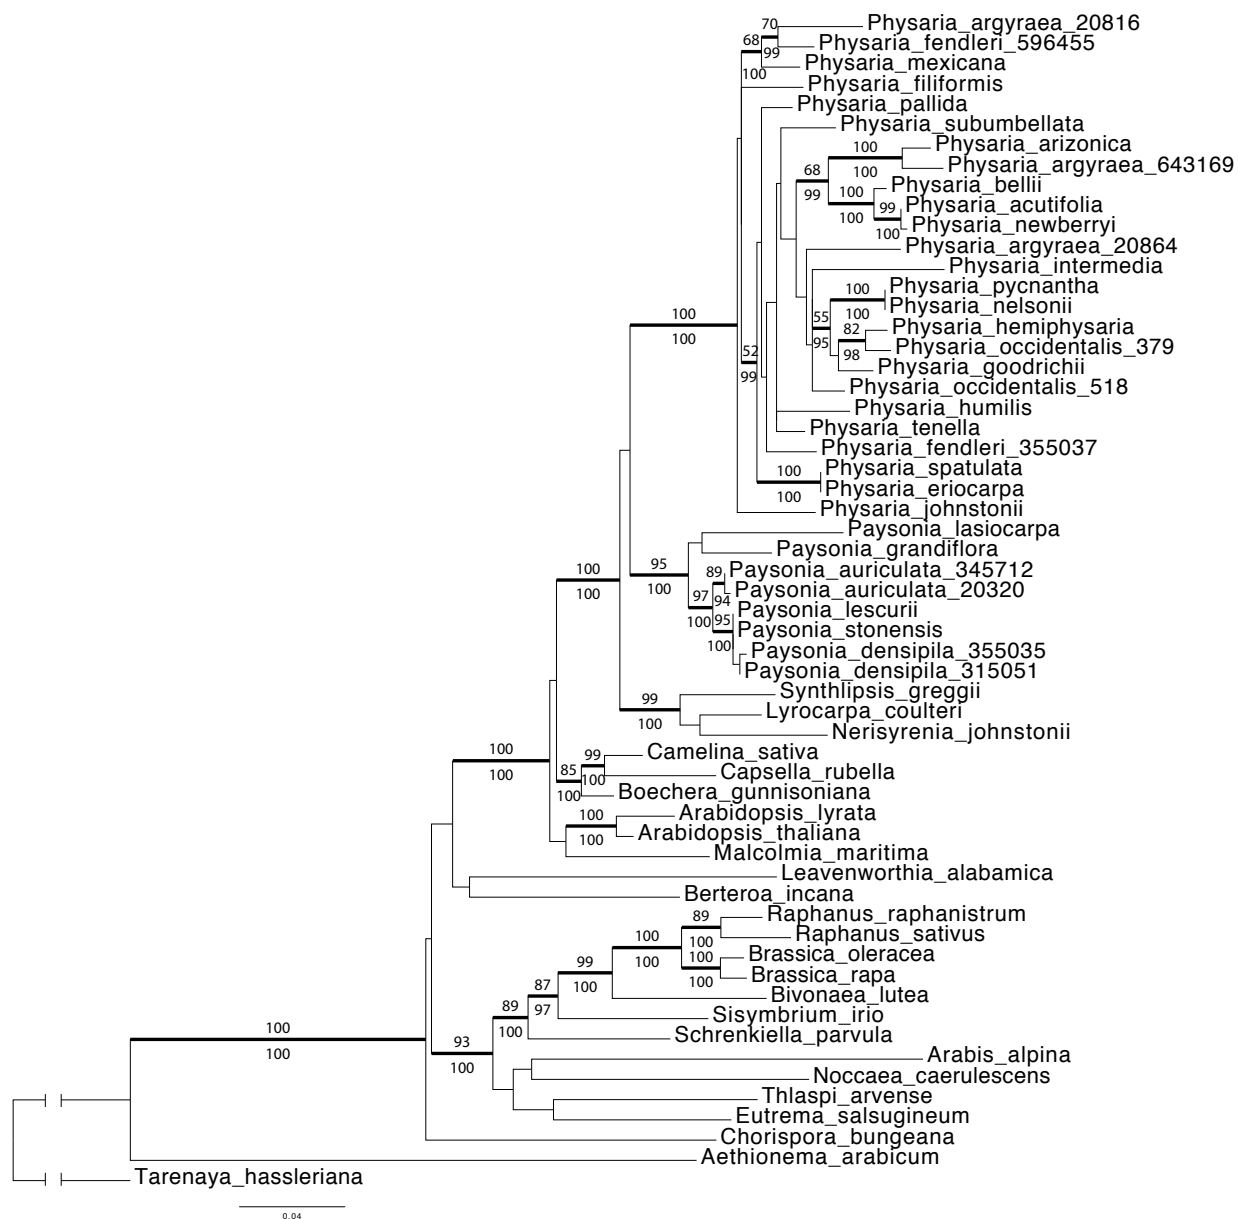 70
Physaria_argyraea_20816
68
99
Physaria_fendleri_596455
100
Physaria_mexicana
Physaria_filiformis
Physaria_pallida
Physaria_subumbellata
100
Physaria_arizonica
68
100
Physaria_argyraea_643169
99
100
Physaria_bellii
100
99
Physaria_acutifolia
100
Physaria_newberryi
Physaria_argyraea_20864
Physaria_intermedia
100
Physaria_pycnantha
100
Physaria_nelsonii
55
82
Physaria_hemiphysaria
95
98
Physaria_occidentalis_379
Physaria_goodrichii
52
99
Physaria_occidentalis_518
Physaria_humilis
Physaria_tenella
Physaria_fendleri_355037
100
Physaria_spatulata
100
Physaria_eriocarpa
Physaria_johnstonii
100
100
Paysonia_lasiocarpa
Paysonia_grandiflora
95
100
89
Paysonia_auriculata_345712
94
Paysonia_auriculata_20320
97
100
Paysonia_lescurii
95
100
Paysonia_stonensis
Paysonia_densipila_355035
Paysonia_densipila_315051
100
100
Synthlipsis_greggii
99
100
Lyrocarpa_coulteri
Nerisyrenia_johnstonii
99
Camelina_sativa
85
100
Capsella_rubella
100
Boechera_gunnisoniana
100
100
100
Arabidopsis_lyrata
100
Arabidopsis_thaliana
Malcolmia_maritima
Leavenworthia_alabamica
Berteroa_incana
89
Raphanus_raphanistrum
100
Raphanus_sativus
100
100
100
Brassica_oleracea
100
Brassica_rapa
99
100
Bivonaea_lutea
87
97
Sisymbrium_irio
89
100
Schrenkiella_parvula
93
100
Arabis_alpina
Noccaea_caerulescens
Thlaspi_arvense
Eutrema_salsugineum
100
100
Chorispora_bungeana
Aethionema_arabicum
Tarenaya_hassleriana
0.04